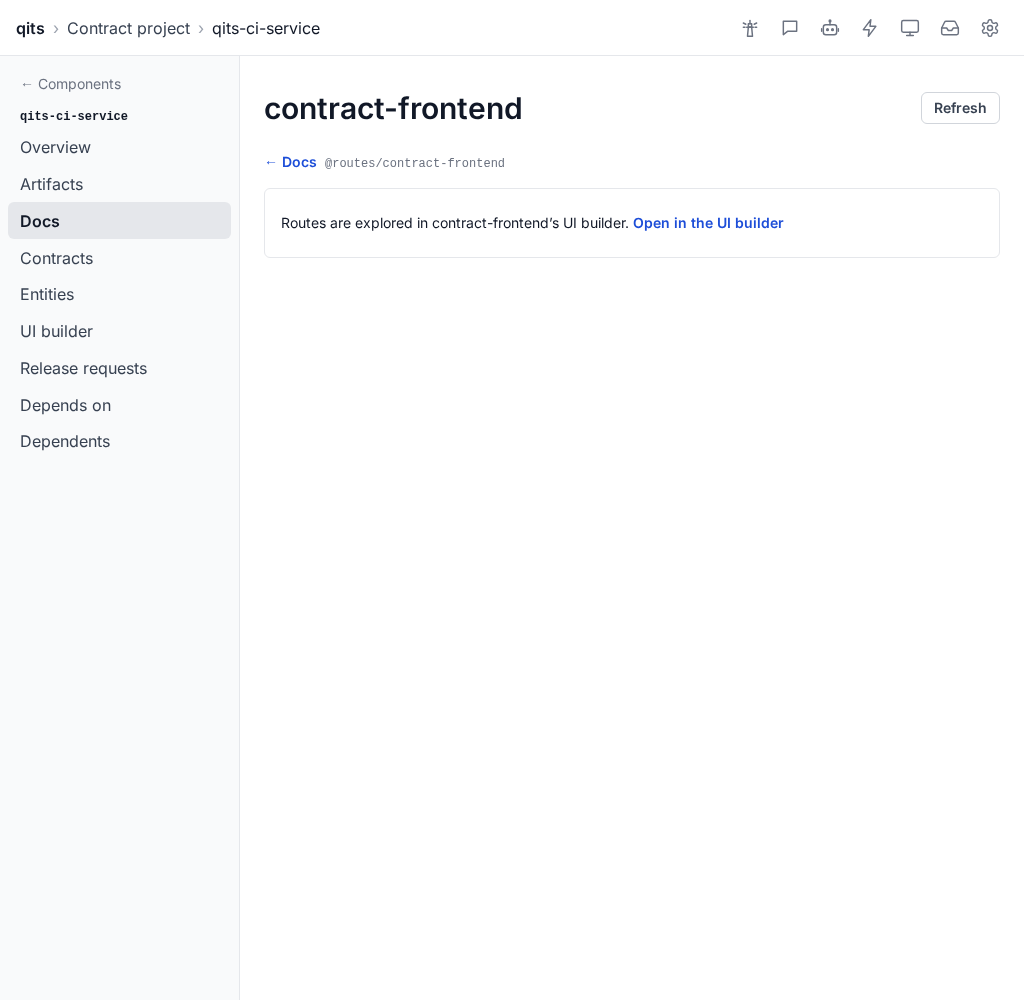 qits › Contract project › qits-ci-service
← Components
qits-ci-service
Overview
Artifacts
Docs
Contracts
Entities
UI builder
Release requests
Depends on
Dependents
contract-frontend
Refresh
← Docs @routes/contract-frontend
Routes are explored in contract-frontend’s UI builder. Open in the UI builder